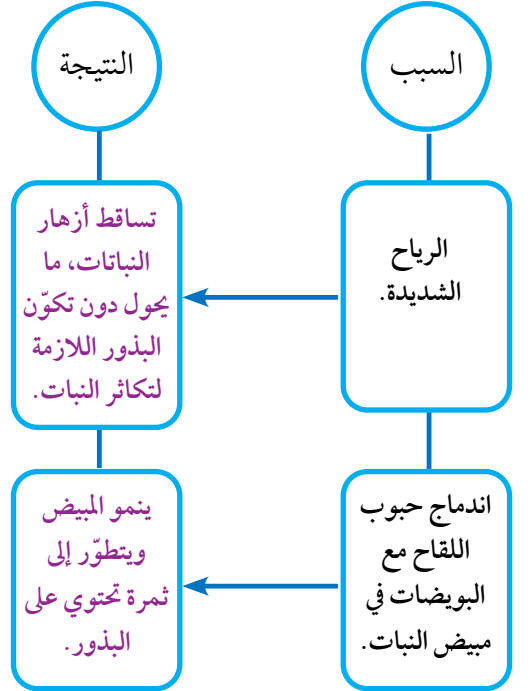 السبب
النتيجة
الرياح
الشديدة.
تساقط أزهار
النباتات، ما
يحول دون تكوّن
البذور اللازمة
لتكاثر النبات.
اندماج حبوب
اللقاح مع
البويضات في
مبيض النبات.
ينمو المبيض
ويتطوّر إلى
ثمرة تحتوي على
البذور.